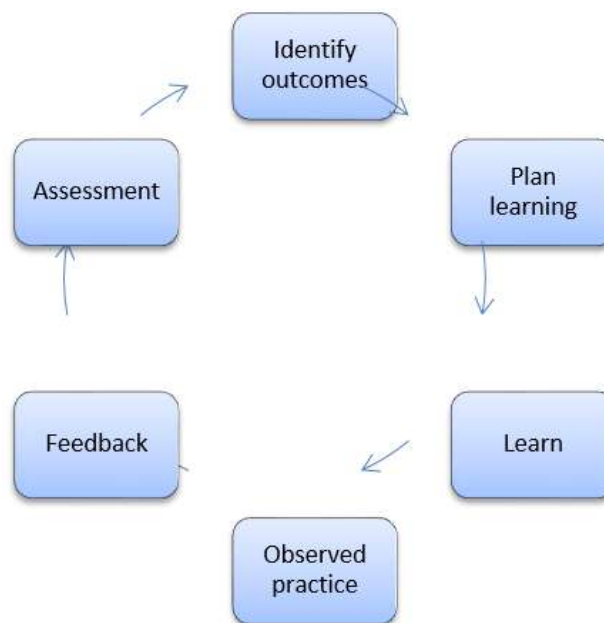 Identify
outcomes
Plan
learning
Learn
Observed
practice
Feedback
Assessment